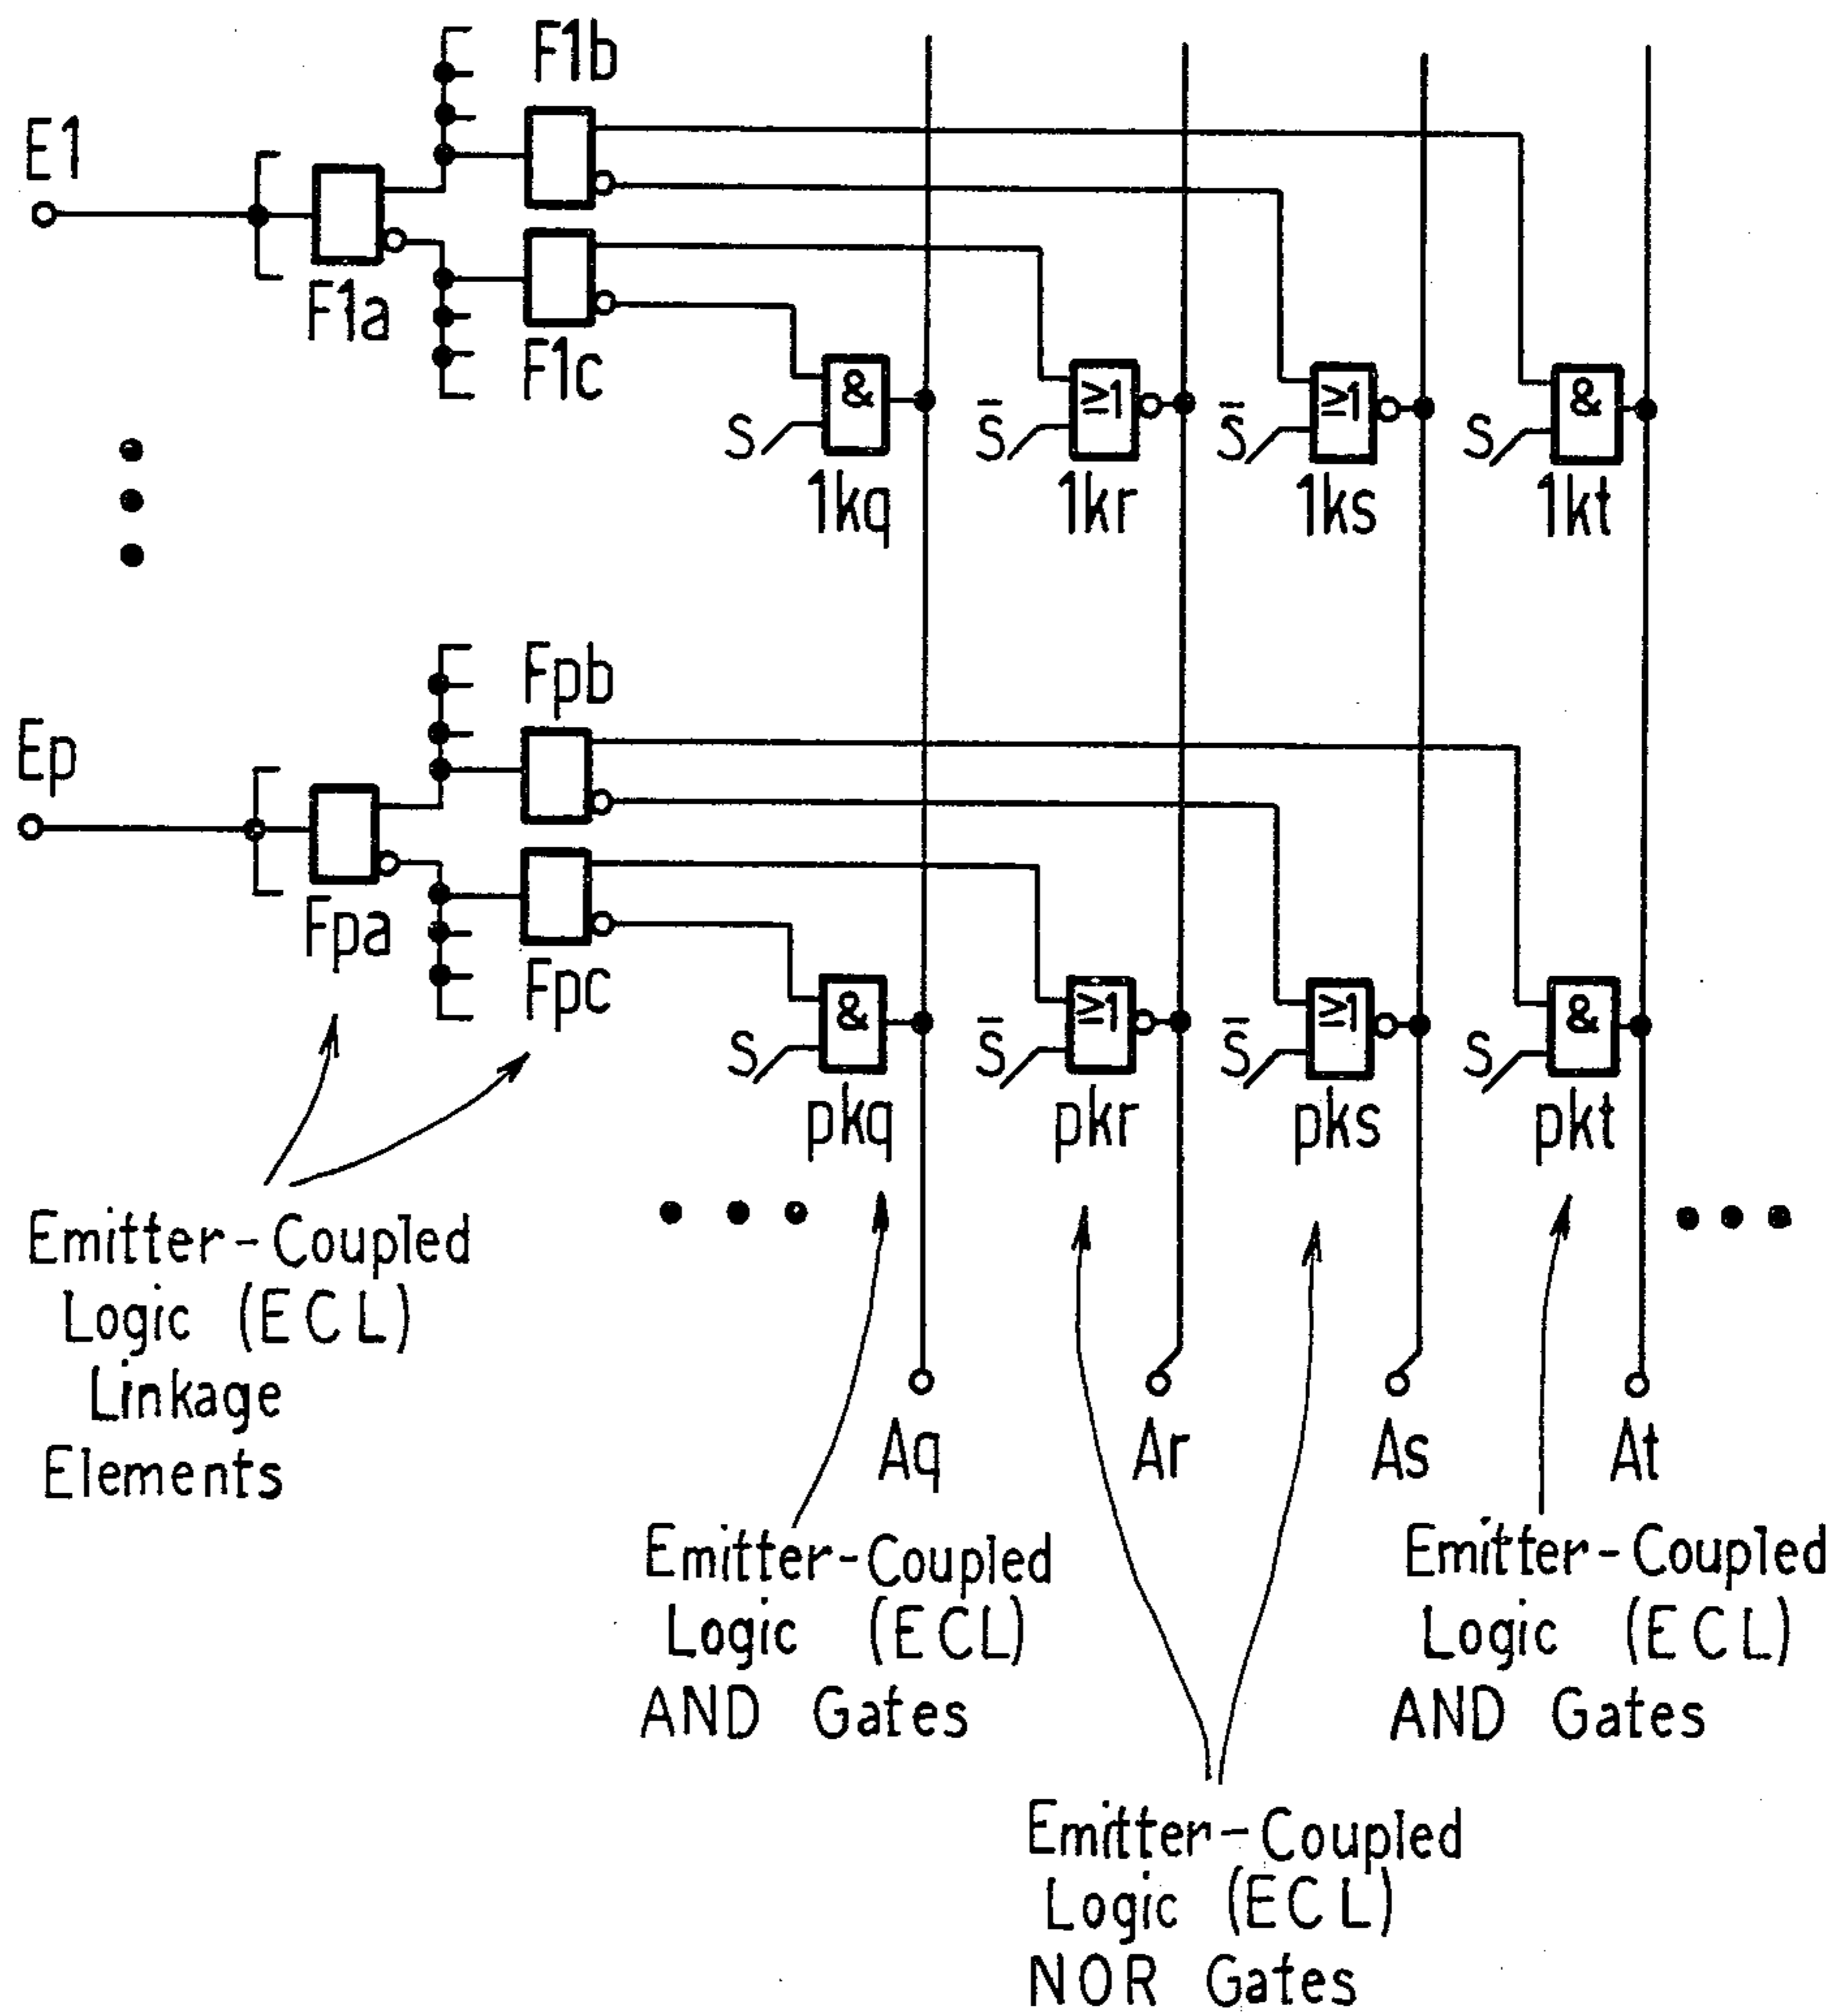 F1b
E1
F1a
F1c
& ≥1 ≥1 &
S S̅ S̅ S
1kq 1kr 1ks 1kt
Fpb
Ep
Fpa
Fpc
& ≥1 ≥1 &
S S̅ S̅ S
pkq pkr pks pkt
Emitter-Coupled
Logic (ECL)
Linkage
Elements
Aq Ar As At
Emitter-Coupled
Logic (ECL)
AND Gates
Emitter-Coupled
Logic (ECL)
AND Gates
Emitter-Coupled
Logic (ECL)
NOR Gates